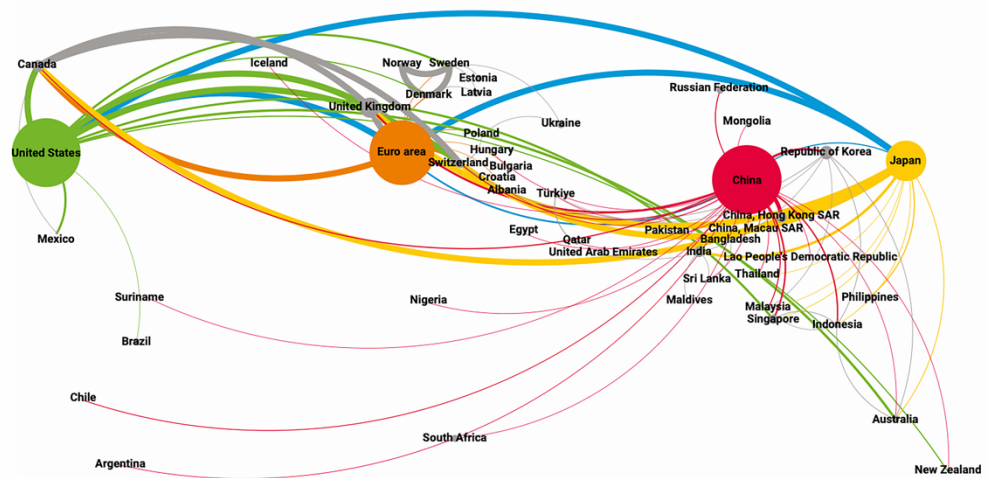 Canada
Iceland
Norway
Sweden
Estonia
Latvia
Denmark
United Kingdom
Russian Federation
Mongolia
Ukraine
Poland
United States
Euro area
Hungary
Switzerland
Bulgaria
Croatia
Albania
Türkiye
Republic of Korea
Japan
China
China, Hong Kong SAR
China, Macau SAR
Pakistan
Bangladesh
Mexico
Egypt
Qatar
United Arab Emirates
India
Lao People's Democratic Republic
Sri Lanka
Thailand
Maldives
Suriname
Nigeria
Philippines
Malaysia
Singapore
Indonesia
Brazil
Chile
Australia
South Africa
Argentina
New Zealand